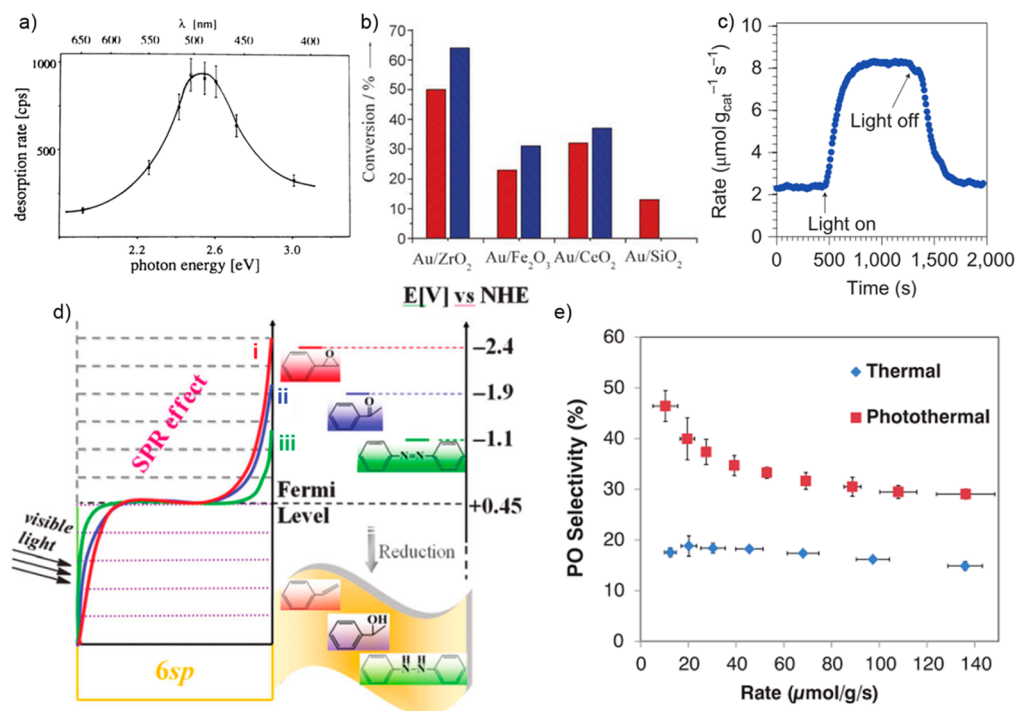 a)
λ [nm]
650 600 550 500 450 400
desorption rate [cps]
1000
500
2.2 2.6 3.0
photon energy [eV]
b)
Conversion / % →
70
60
50
40
30
20
10
0
Au/ZrO₂ Au/Fe₂O₃ Au/CeO₂ Au/SiO₂
c)
Rate (μmol g_cat⁻¹ s⁻¹)
10
8
6
4
2
0
Light off
Light on
0 500 1,000 1,500 2,000
Time (s)
d)
E[V] vs NHE
SPR effect
i
ii
iii
O
O
N=N
−2.4
−1.9
−1.1
+0.45
Fermi
Level
visible
light
Reduction
OH
H H
N-N
6sp
e)
PO Selectivity (%)
60
50
40
30
20
10
0
Thermal
Photothermal
0 20 40 60 80 100 120 140
Rate (μmol/g/s)